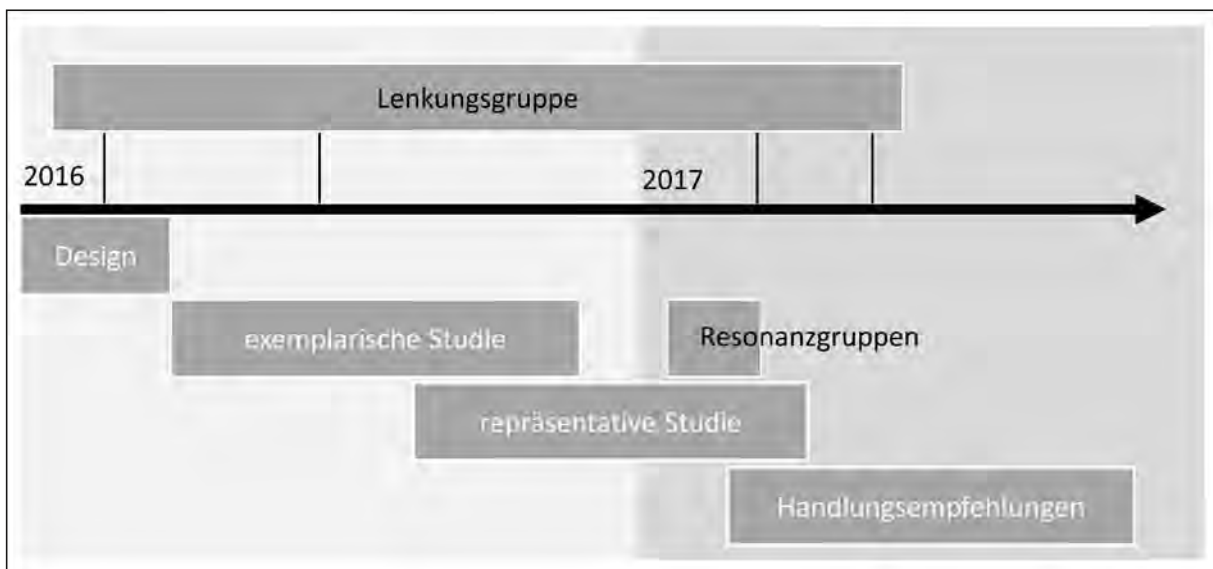 Lenkungsgruppe
2016
2017
Design
exemplarische Studie
Resonanzgruppen
repräsentative Studie
Handlungsempfehlungen